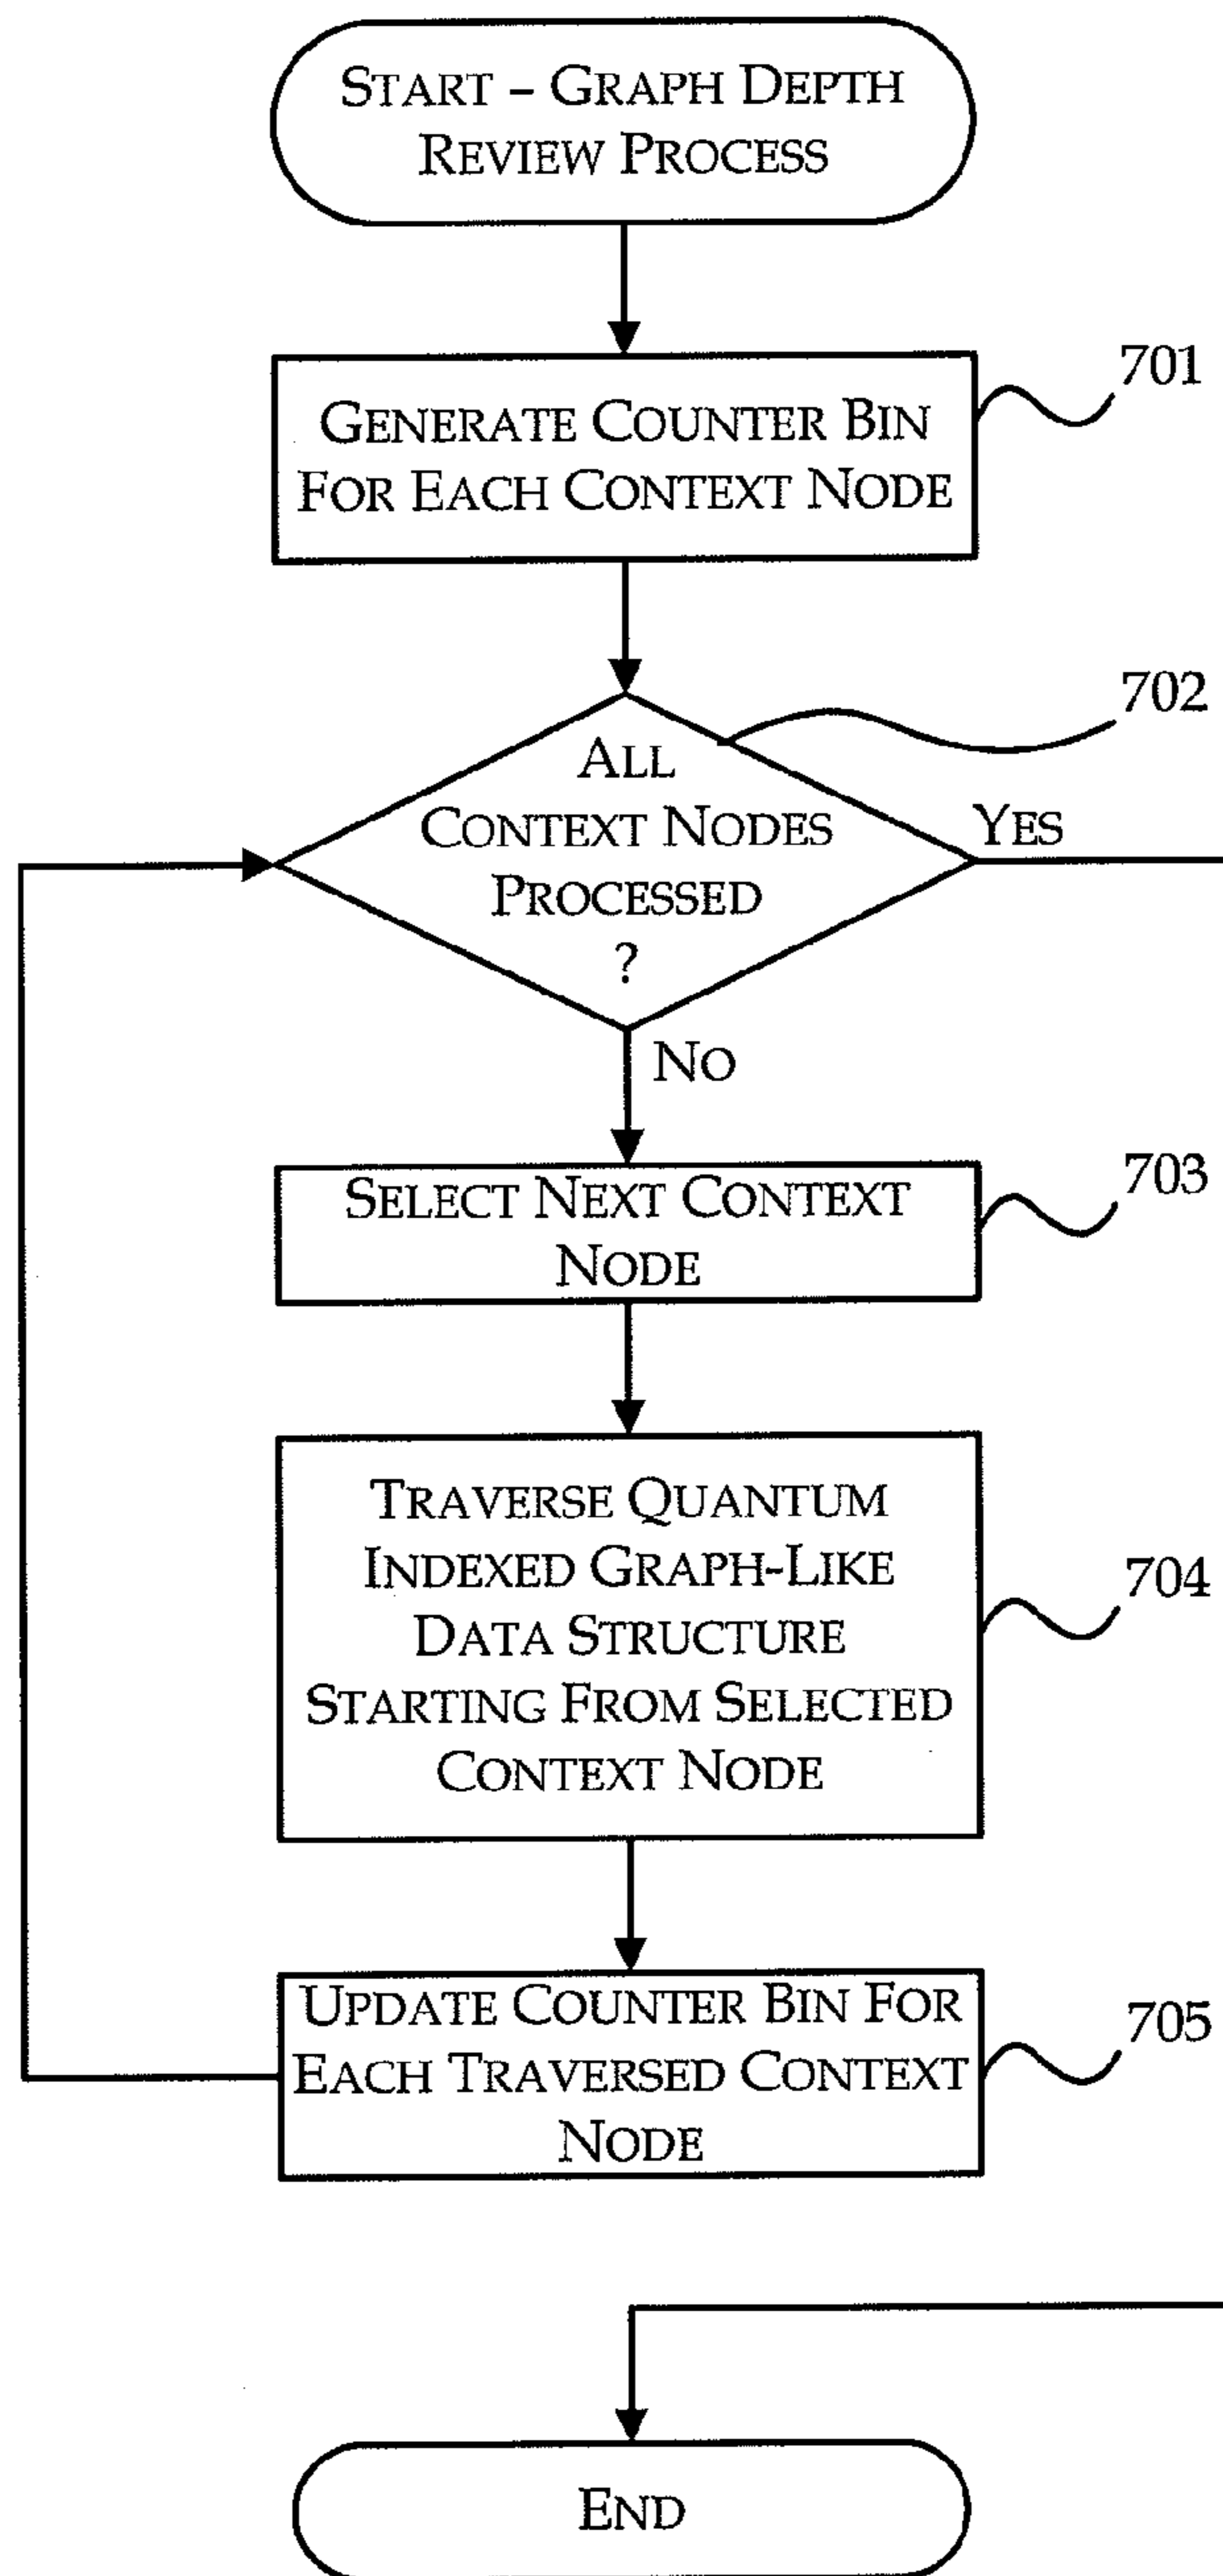 START – GRAPH DEPTH
REVIEW PROCESS
GENERATE COUNTER BIN
FOR EACH CONTEXT NODE
701
702
ALL
CONTEXT NODES
PROCESSED
?
YES
NO
SELECT NEXT CONTEXT
NODE
703
TRAVERSE QUANTUM
INDEXED GRAPH-LIKE
DATA STRUCTURE
STARTING FROM SELECTED
CONTEXT NODE
704
UPDATE COUNTER BIN FOR
EACH TRAVERSED CONTEXT
NODE
705
END